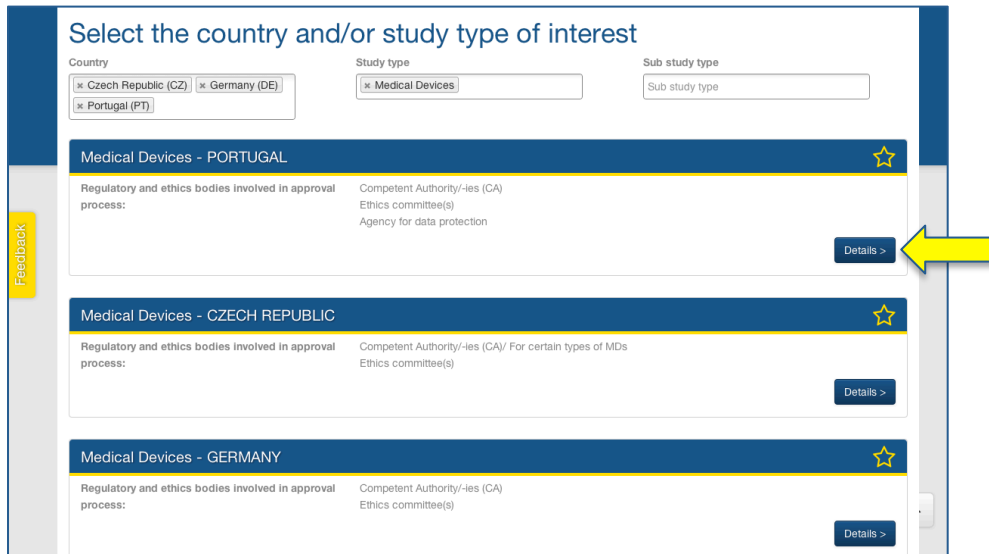 Select the country and/or study type of interest
Country
Study type
Sub study type
× Czech Republic (CZ) × Germany (DE)
× Portugal (PT)
× Medical Devices
Sub study type
Medical Devices - PORTUGAL
Regulatory and ethics bodies involved in approval
process:
Competent Authority/-ies (CA)
Ethics committee(s)
Agency for data protection
Details >
Feedback
Medical Devices - CZECH REPUBLIC
Regulatory and ethics bodies involved in approval
process:
Competent Authority/-ies (CA)/ For certain types of MDs
Ethics committee(s)
Details >
Medical Devices - GERMANY
Regulatory and ethics bodies involved in approval
process:
Competent Authority/-ies (CA)
Ethics committee(s)
Details >